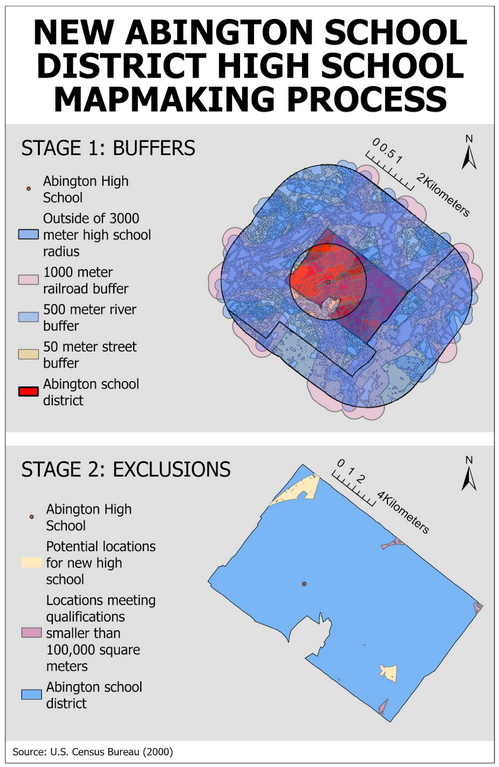 NEW ABINGTON SCHOOL
DISTRICT HIGH SCHOOL
MAPMAKING PROCESS
STAGE 1: BUFFERS
Abington High
School
Outside of 3000
meter high school
radius
1000 meter
railroad buffer
500 meter river
buffer
50 meter street
buffer
Abington school
district
0 0.5 1 2 Kilometers
N
STAGE 2: EXCLUSIONS
Abington High
School
Potential locations
for new high
school
Locations meeting
qualifications
smaller than
100,000 square
meters
Abington school
district
0 1 2 4 Kilometers
N
Source: U.S. Census Bureau (2000)